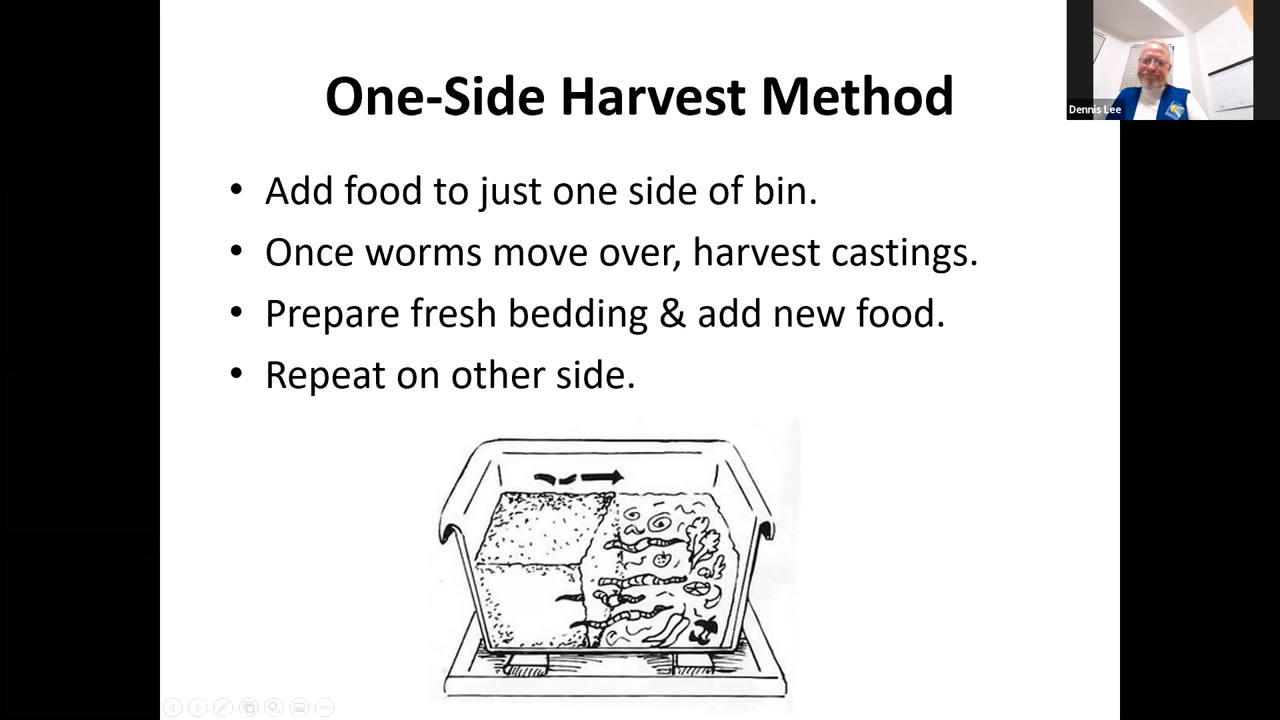 One-Side Harvest Method
• Add food to just one side of bin.
• Once worms move over, harvest castings.
• Prepare fresh bedding & add new food.
• Repeat on other side.
Dennis Lee